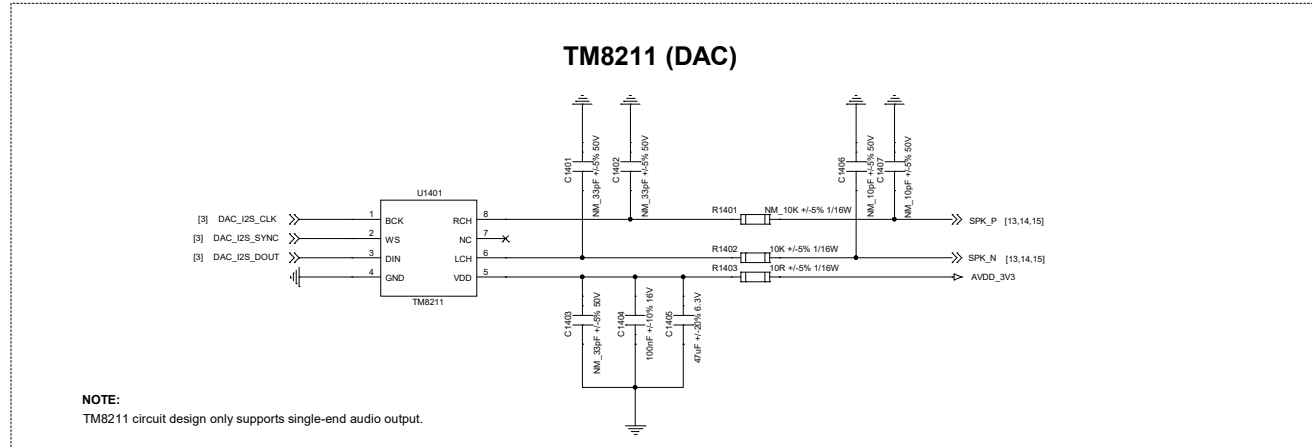 TM8211 (DAC)
C1401
NM_33pF +/-5% 50V
C1402
NM_33pF +/-5% 50V
C1406
NM_10pF +/-5% 50V
C1407
NM_10pF +/-5% 50V
U1401
[3] DAC_I2S_CLK 1 BCK RCH 8 R1401 NM_10K +/-5% 1/16W SPK_P [13,14,15]
[3] DAC_I2S_SYNC 2 WS NC 7
[3] DAC_I2S_DOUT 3 DIN LCH 6 R1402 10K +/-5% 1/16W SPK_N [13,14,15]
4 GND VDD 5 R1403 10R +/-5% 1/16W AVDD_3V3
TM8211
C1403
NM_33pF +/-5% 50V
C1404
100nF +/-10% 16V
C1405
47uF +/-20% 6.3V
NOTE:
TM8211 circuit design only supports single-end audio output.